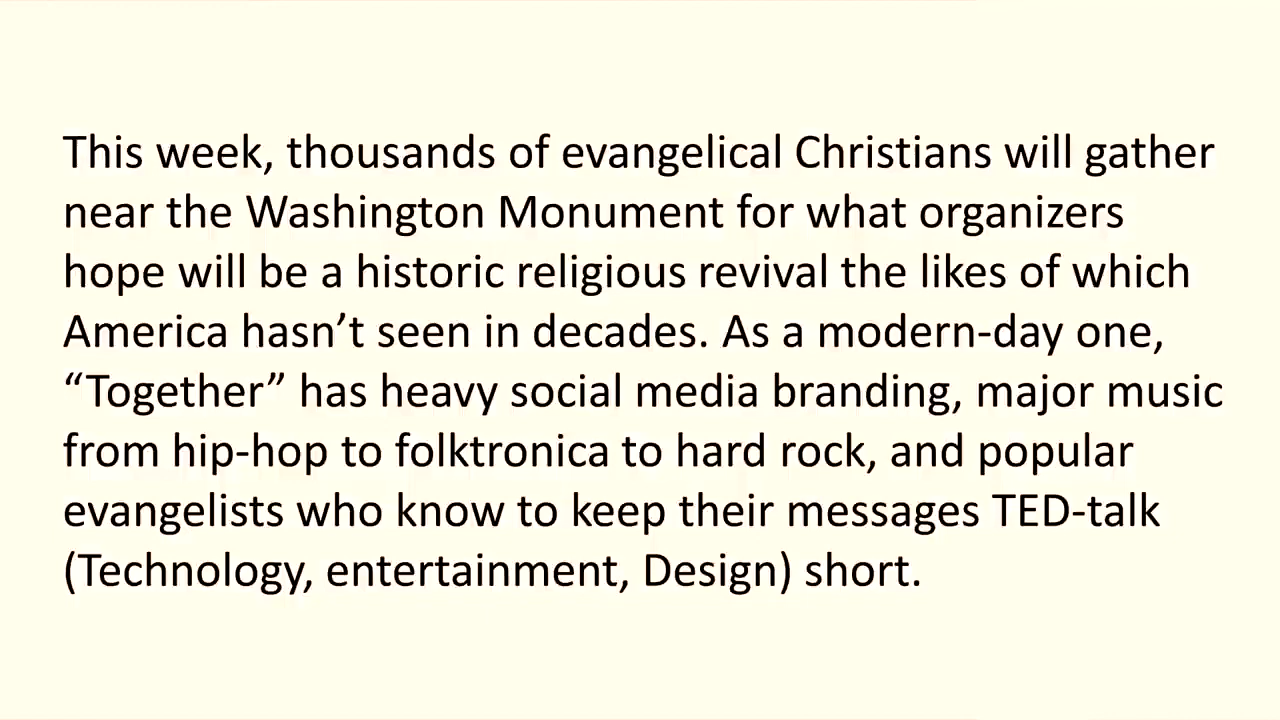 This week, thousands of evangelical Christians will gather
near the Washington Monument for what organizers
hope will be a historic religious revival the likes of which
America hasn’t seen in decades. As a modern-day one,
“Together” has heavy social media branding, major music
from hip-hop to folktronica to hard rock, and popular
evangelists who know to keep their messages TED-talk
(Technology, entertainment, Design) short.